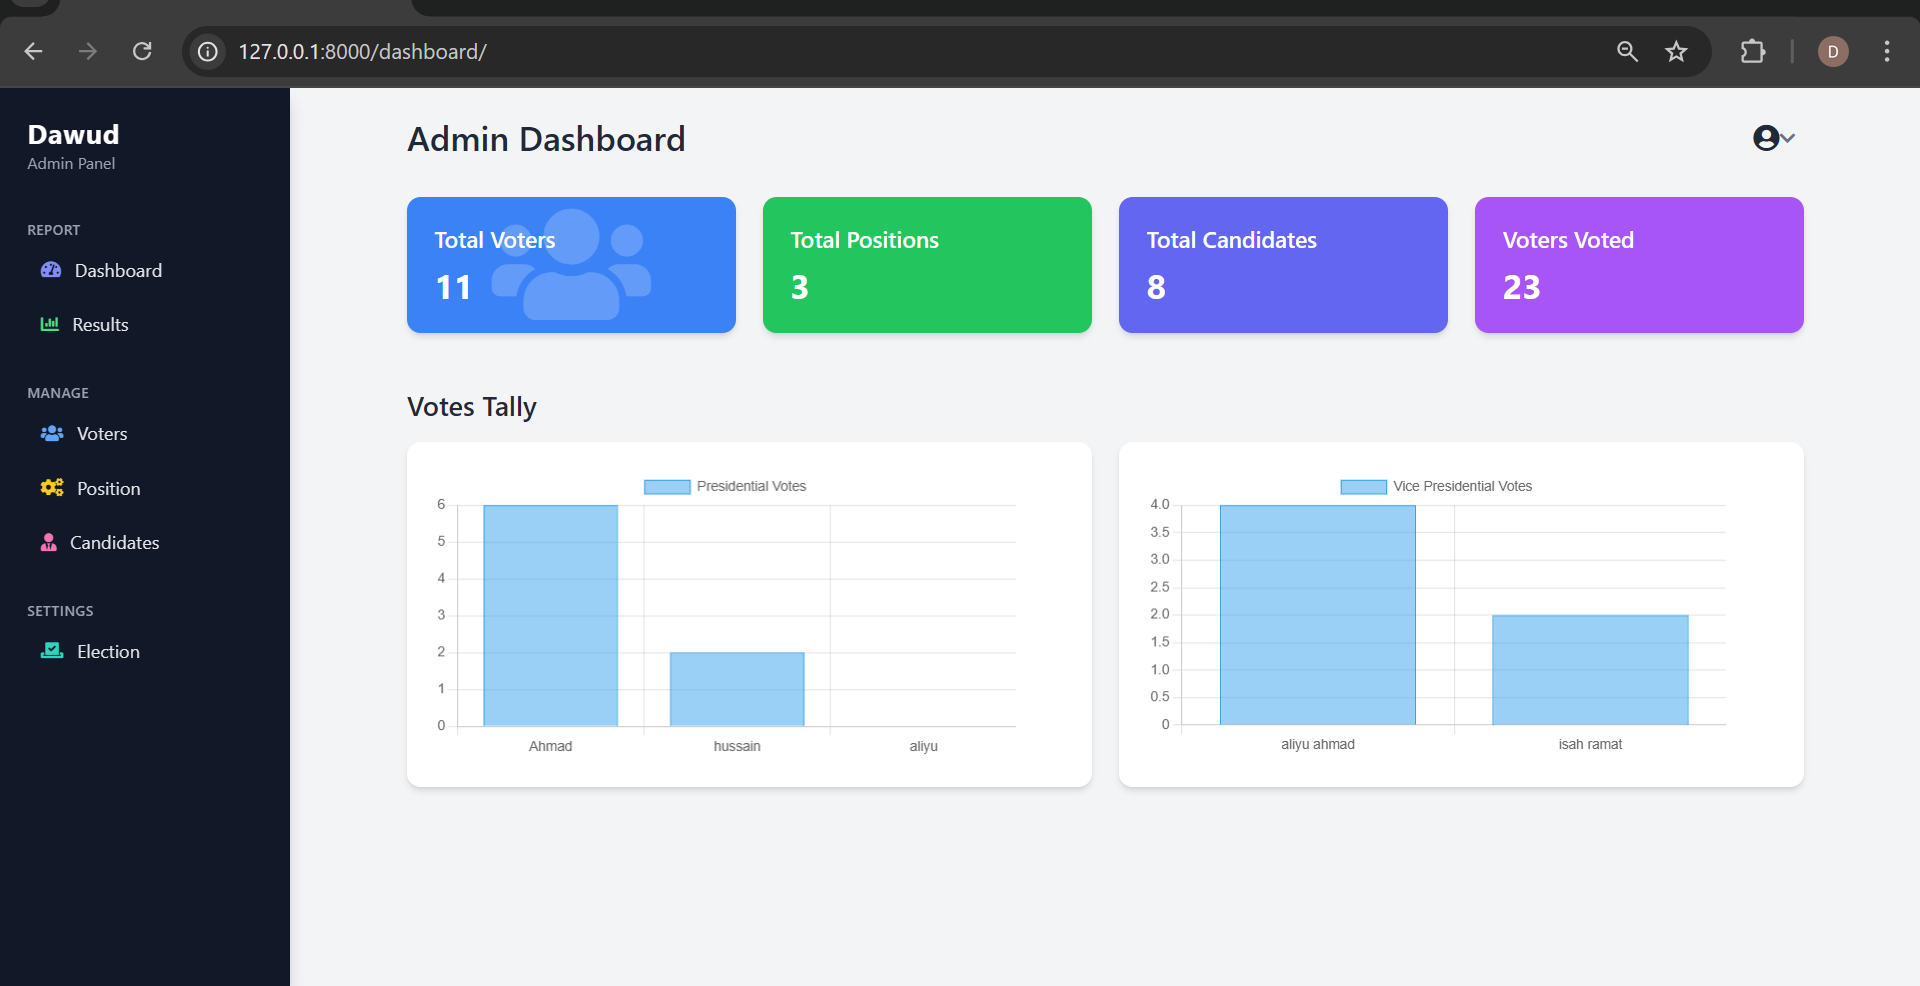 127.0.0.1:8000/dashboard/
D
Dawud
Admin Panel
REPORT
Dashboard
Results
MANAGE
Voters
Position
Candidates
SETTINGS
Election
Admin Dashboard
Total Voters
11
Total Positions
3
Total Candidates
8
Voters Voted
23
Votes Tally
Presidential Votes
6
5
4
3
2
1
0
Ahmad hussain aliyu
Vice Presidential Votes
4.0
3.5
3.0
2.5
2.0
1.5
1.0
0.5
0
aliyu ahmad isah ramat